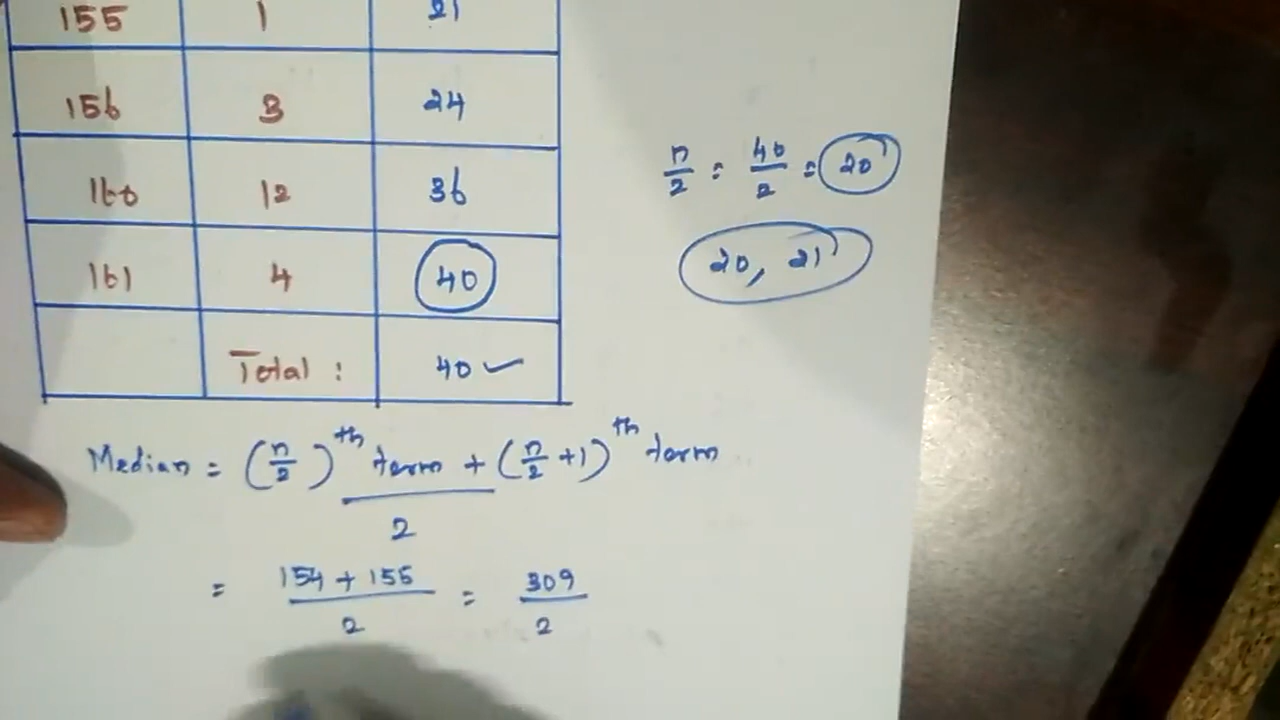 155 1 21
156 3 24
160 12 36
161 4 40
Total : 40 ✓
n/2 = 40/2 = 20
20, 21
Median = (n/2)th term + (n/2 +1)th term
2
= 154 + 155 / 2 = 309 / 2